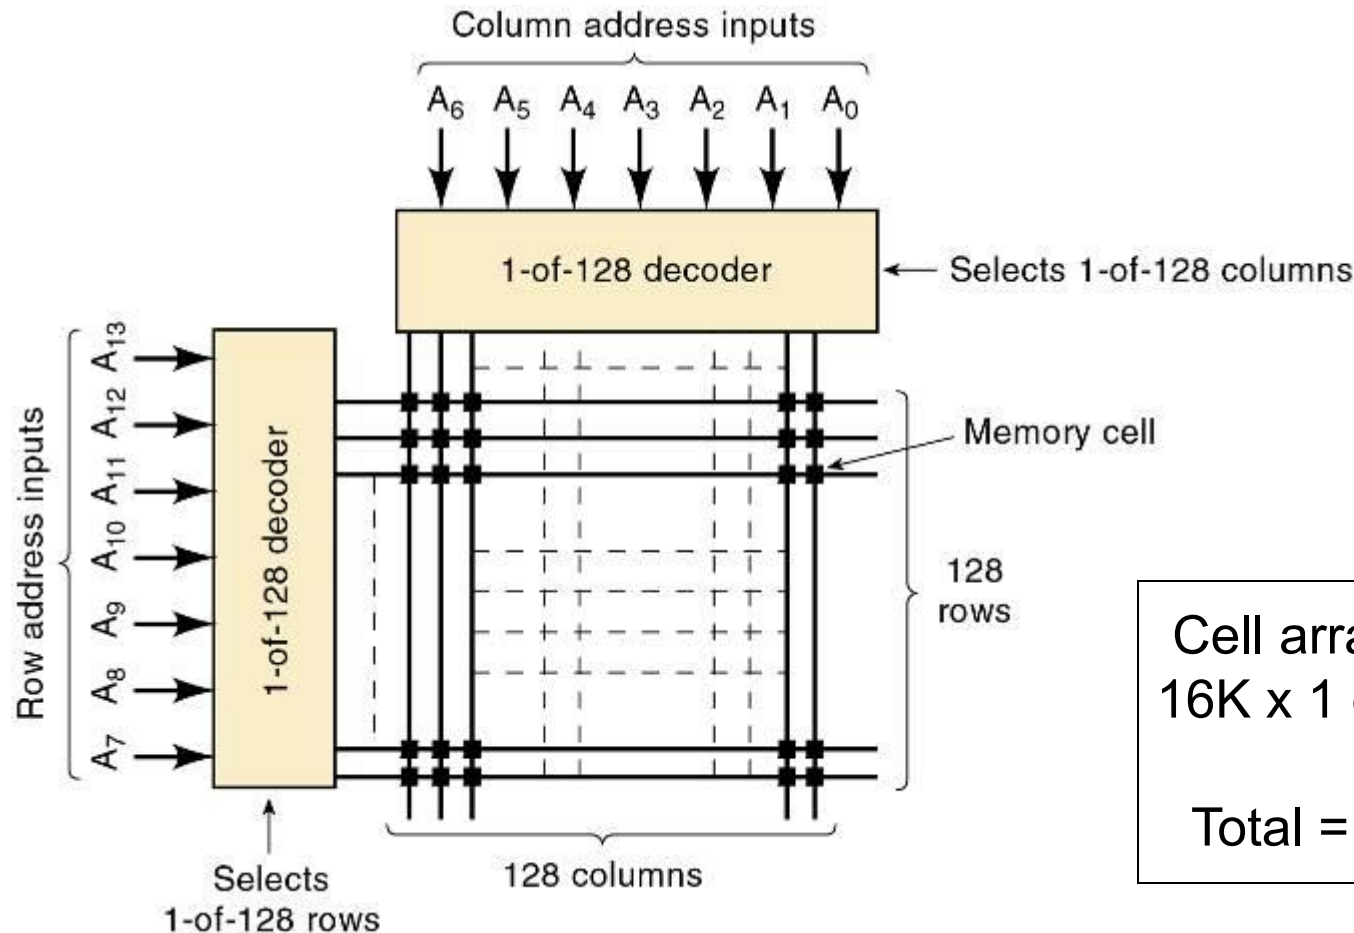 Column address inputs
A6 A5 A4 A3 A2 A1 A0
1-of-128 decoder
Selects 1-of-128 columns
Row address inputs
A13
A12
A11
A10
A9
A8
A7
1-of-128 decoder
Memory cell
128
rows
Cell
16K x 1
Total =
128 columns
Selects
1-of-128 rows